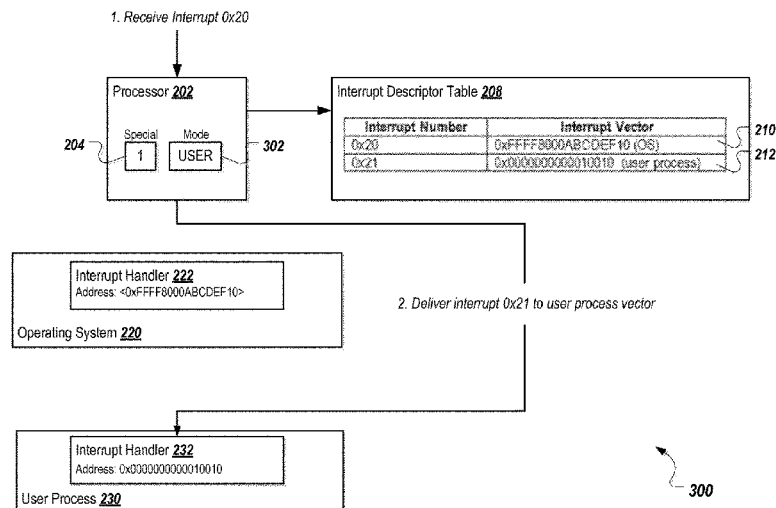 1. Receive Interrupt 0x20
Processor 202
Special
Mode
204
1
USER
302
Interrupt Descriptor Table 208
Interrupt Number
Interrupt Vector
0x20
0xFFFF8000ABCDEF10 (OS)
210
0x21
0x0000000000010010 (user process)
212
Interrupt Handler 222
Address: <0xFFFF8000ABCDEF10>
Operating System 220
2. Deliver interrupt 0x21 to user process vector
Interrupt Handler 232
Address: 0x0000000000010010
User Process 230
300